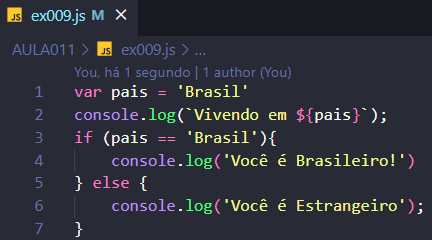 JS ex009.js M ×
AULA011 > JS ex009.js > ...
You, há 1 segundo | 1 author (You)
1 var pais = 'Brasil'
2 console.log(`Vivendo em ${pais}`);
3 if (pais == 'Brasil'){
4     console.log('Você é Brasileiro!')
5 } else {
6     console.log('Você é Estrangeiro');
7 }